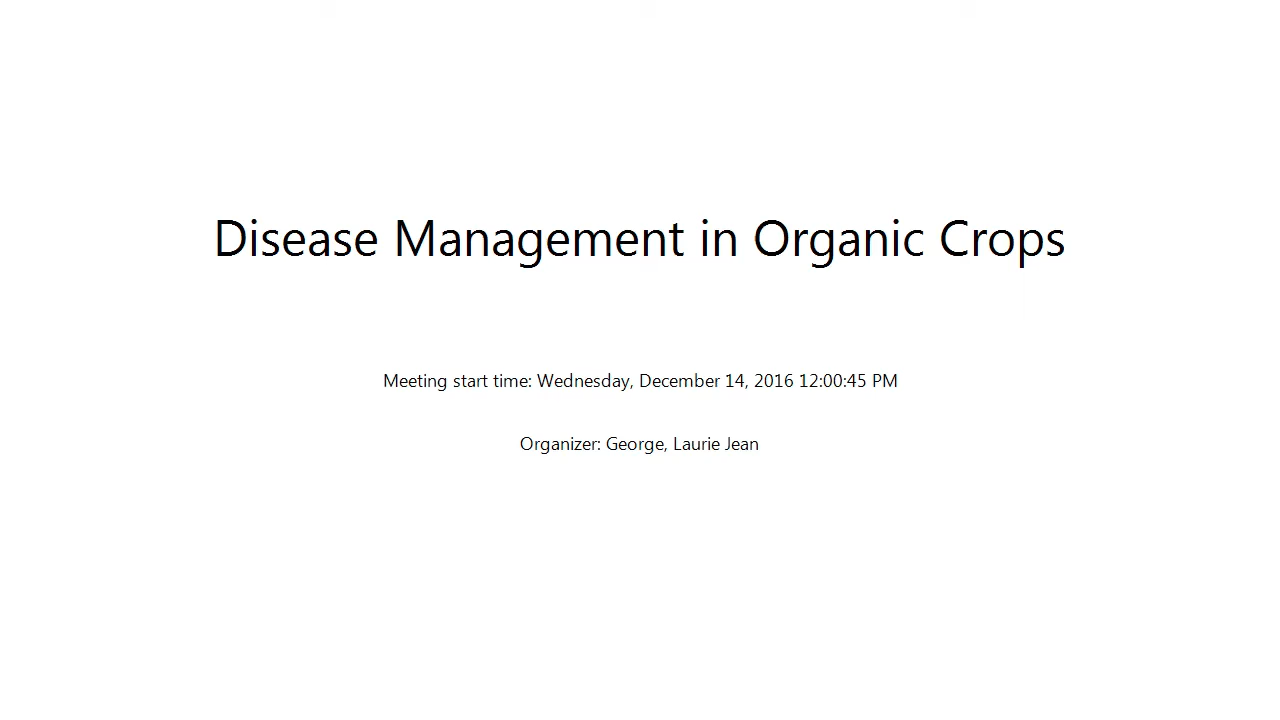 Disease Management in Organic Crops
Meeting start time: Wednesday, December 14, 2016 12:00:45 PM
Organizer: George, Laurie Jean